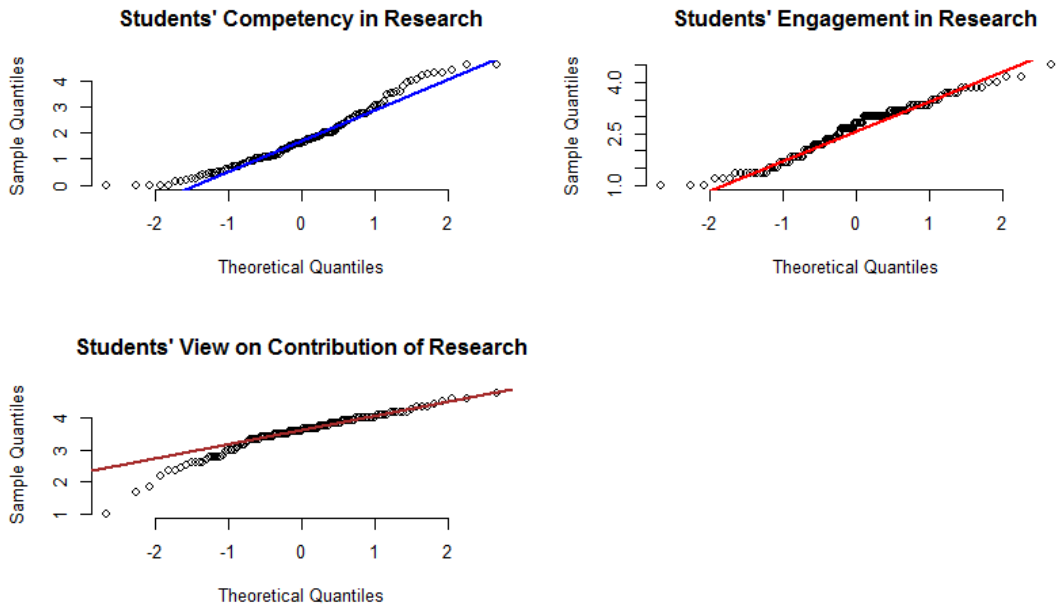 Students' Competency in Research
Sample Quantiles
0 1 2 3 4
-2 -1 0 1 2
Theoretical Quantiles
Students' Engagement in Research
Sample Quantiles
1.0 2.5 4.0
-2 -1 0 1 2
Theoretical Quantiles
Students' View on Contribution of Research
Sample Quantiles
1 2 3 4
-2 -1 0 1 2
Theoretical Quantiles